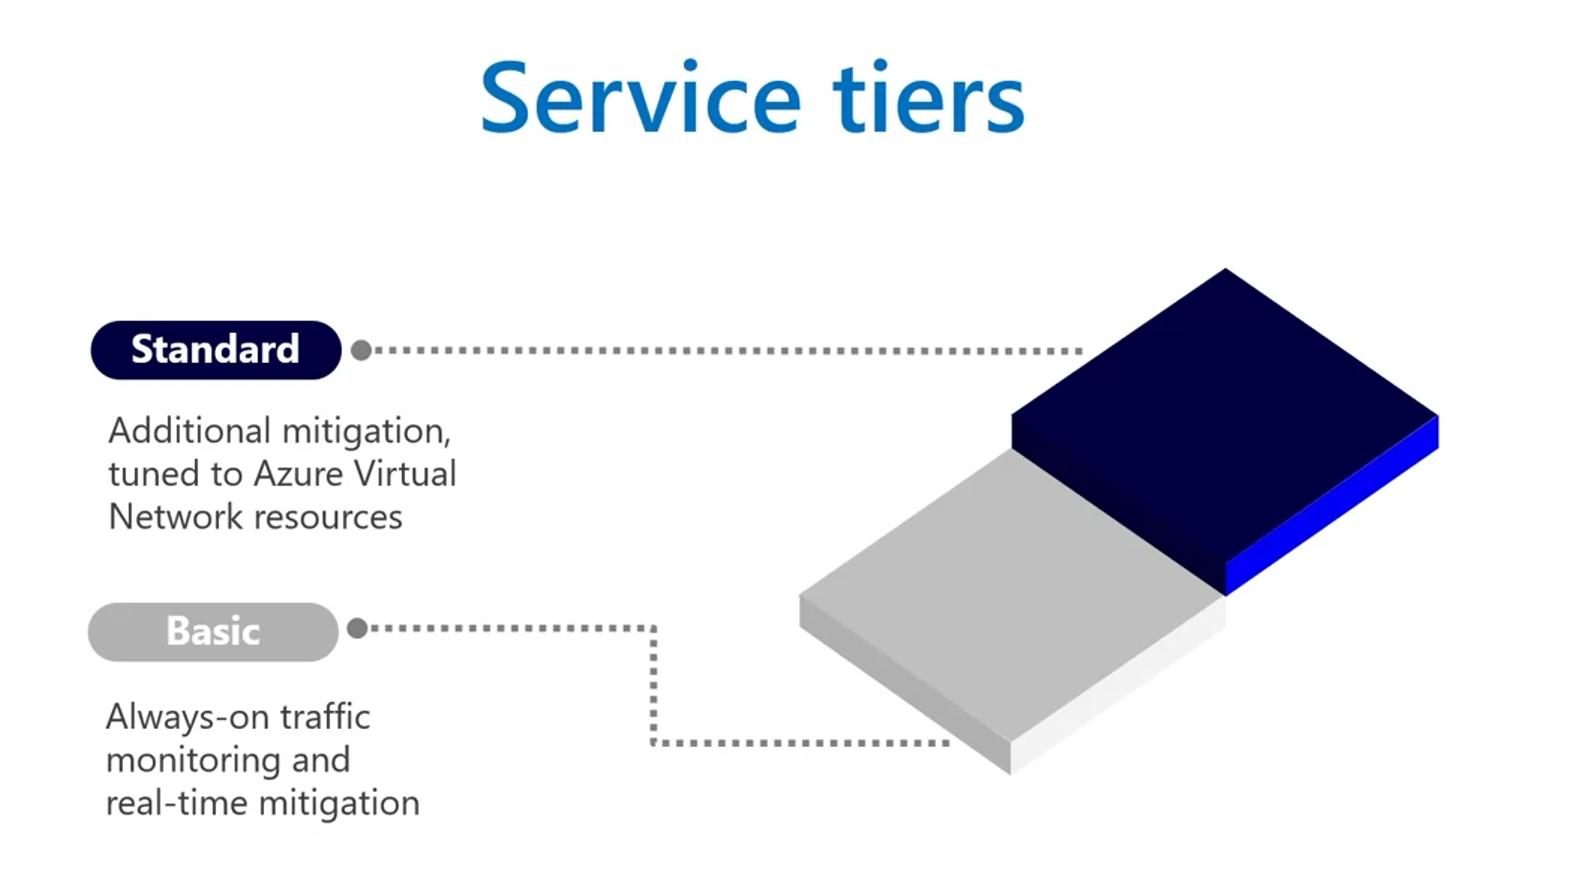 Service tiers
Standard
Additional mitigation,
tuned to Azure Virtual
Network resources
Basic
Always-on traffic
monitoring and
real-time mitigation